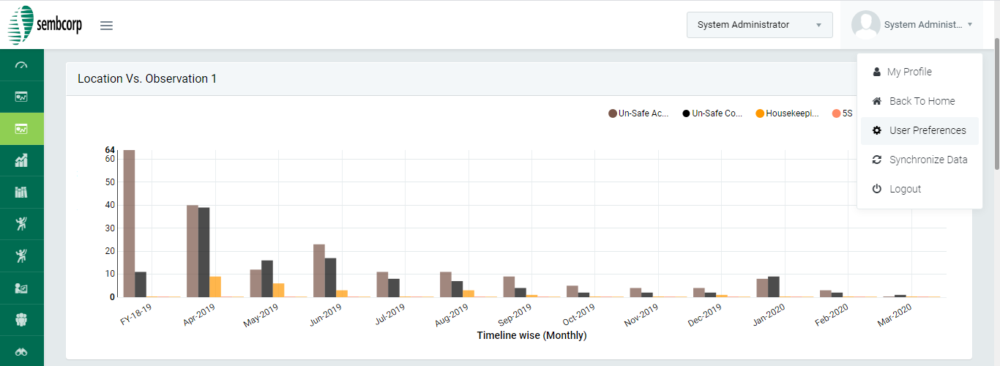 sembcorp
System Administrator
System Administ...
My Profile
Back To Home
User Preferences
Synchronize Data
Logout
Location Vs. Observation 1
Un-Safe Ac... Un-Safe Co... Housekeepi... 5S
64
60
50
40
30
20
10
0
FY-18-19 Apr-2019 May-2019 Jun-2019 Jul-2019 Aug-2019 Sep-2019 Oct-2019 Nov-2019 Dec-2019 Jan-2020 Feb-2020 Mar-2020
Timeline wise (Monthly)